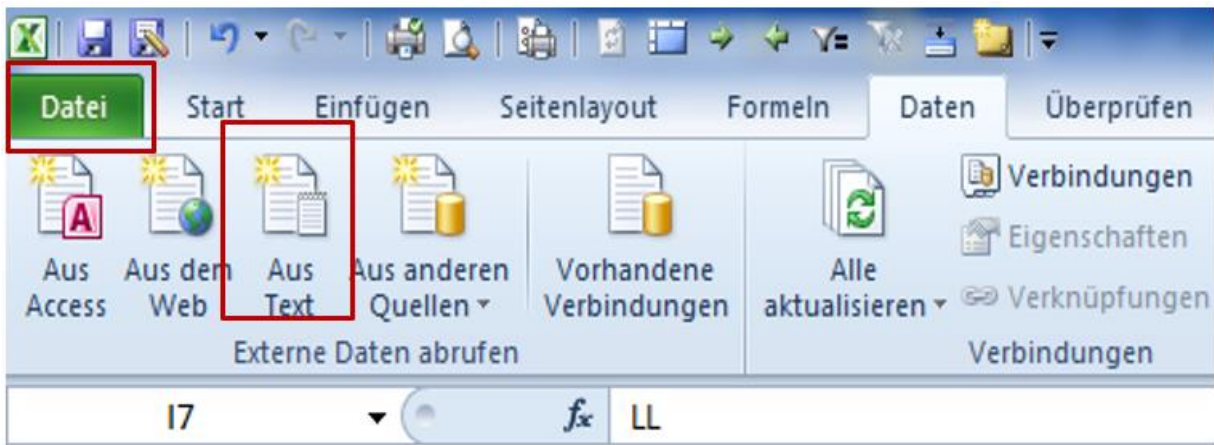 Datei Start Einfügen Seitenlayout Formeln Daten Überprüfen
Aus Access
Aus dem Web
Aus Text
Aus anderen Quellen
Vorhandene Verbindungen
Externe Daten abrufen
Alle aktualisieren
Verbindungen
Eigenschaften
Verknüpfungen
Verbindungen
I7 fx LL